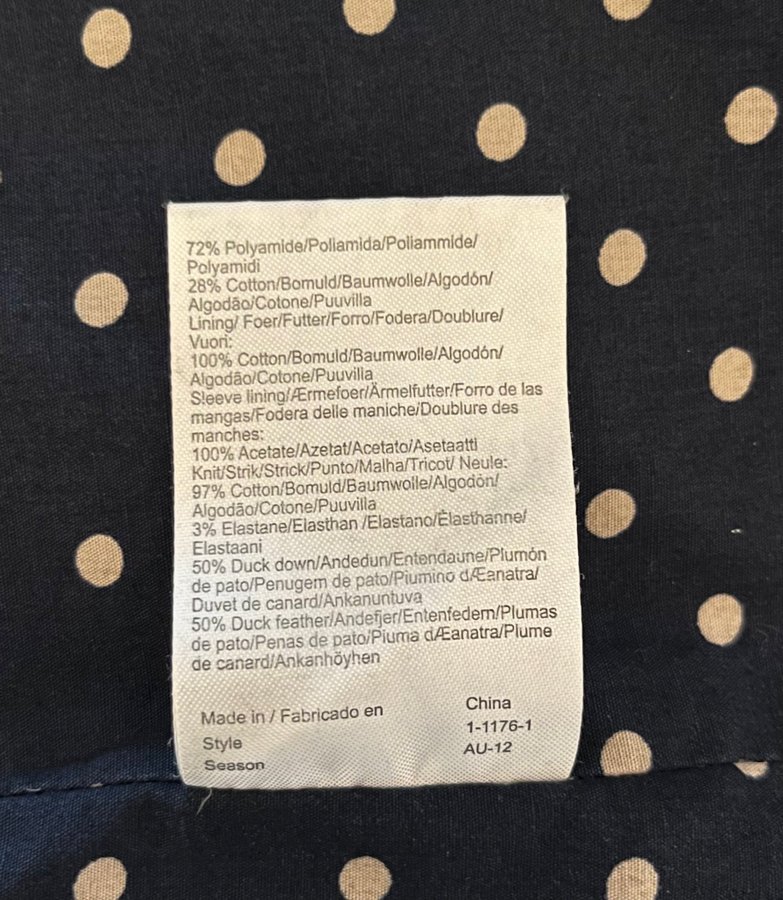 72% Polyamide/Poliamida/Poliammide/
Polyamidi
28% Cotton/Bomuld/Baumwolle/Algodón/
Algodão/Cotone/Puuvilla
Lining/ Foer/Futter/Forro/Fodera/Doublure/
Vuori:
100% Cotton/Bomuld/Baumwolle/Algodón/
Algodão/Cotone/Puuvilla
Sleeve lining/Ærmefoer/Ärmelfutter/Forro de las
mangas/Fodera delle maniche/Doublure des
manches:
100% Acetate/Azetat/Acetato/Asetaatti
Knit/Strik/Strick/Punto/Malha/Tricot/ Neule:
97% Cotton/Bomuld/Baumwolle/Algodón/
Algodão/Cotone/Puuvilla
3% Elastane/Elasthan /Elastano/Élasthanne/
Elastaani
50% Duck down/Andedun/Entendaune/Plumón
de pato/Penugem de pato/Piumino dÆanatra/
Duvet de canard/Ankanuntuva
50% Duck feather/Andefjer/Entenfedern/Plumas
de pato/Penas de pato/Piuma dÆanatra/Plume
de canard/Ankanhöyhen
Made in / Fabricado en China
Style 1-1176-1
Season AU-12